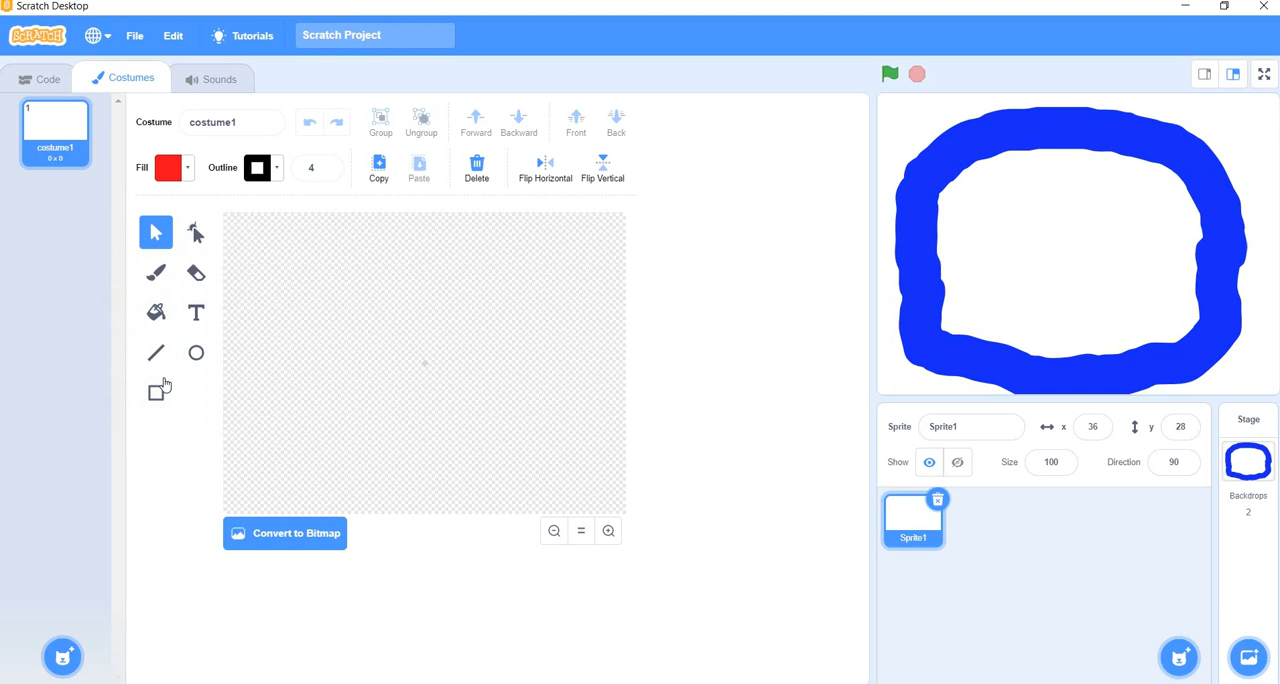 Scratch Desktop
SCRATCH File Edit Tutorials Scratch Project
Code Costumes Sounds
1
costume1
0 x 0
Costume costume1 Group Ungroup Forward Backward Front Back
Fill Outline 4 Copy Paste Delete Flip Horizontal Flip Vertical
T
Convert to Bitmap
Sprite Sprite1 x 36 y 28
Show Size 100 Direction 90
Sprite1
Stage
Backdrops
2